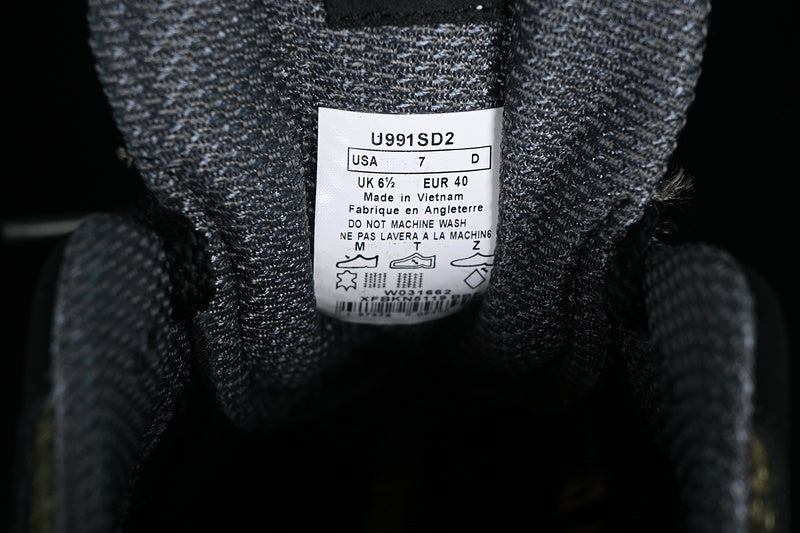 U991SD2
USA 7 D
UK 6½ EUR 40
Made in Vietnam
Fabrique en Angleterre
DO NOT MACHINE WASH
NE PAS LAVERA À LA MACHIN6
M T Z
W031662